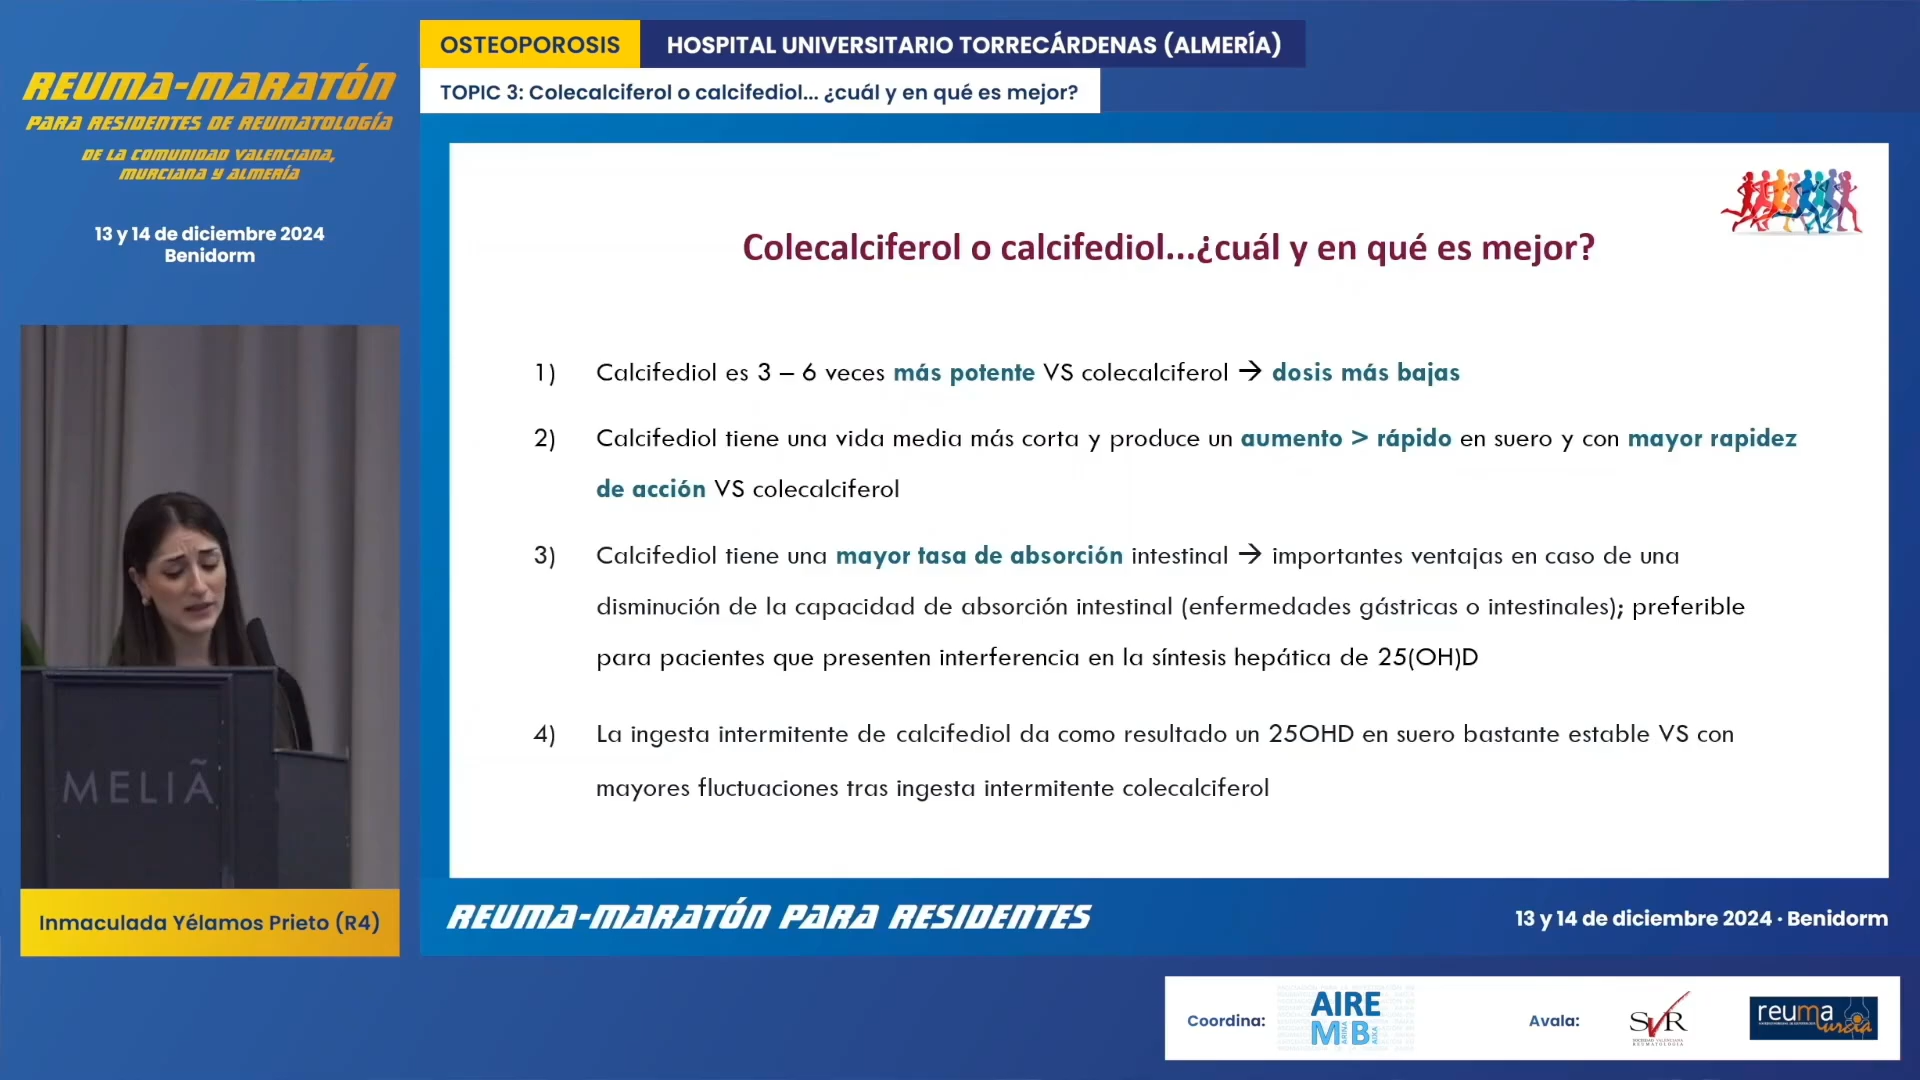 OSTEOPOROSIS
HOSPITAL UNIVERSITARIO TORRECÁRDENAS (ALMERÍA)
TOPIC 3: Colecalciferol o calcifediol... ¿cuál y en qué es mejor?
REUMA-MARATÓN
PARA RESIDENTES DE REUMATOLOGÍA
DE LA COMUNIDAD VALENCIANA,
MURCIANA Y ALMERÍA
13 y 14 de diciembre 2024
Benidorm
Colecalciferol o calcifediol...¿cuál y en qué es mejor?
1) Calcifediol es 3 – 6 veces más potente VS colecalciferol → dosis más bajas
2) Calcifediol tiene una vida media más corta y produce un aumento > rápido en suero y con mayor rapidez
de acción VS colecalciferol
3) Calcifediol tiene una mayor tasa de absorción intestinal → importantes ventajas en caso de una
disminución de la capacidad de absorción intestinal (enfermedades gástricas o intestinales); preferible
para pacientes que presenten interferencia en la síntesis hepática de 25(OH)D
4) La ingesta intermitente de calcifediol da como resultado un 25OHD en suero bastante estable VS con
mayores fluctuaciones tras ingesta intermitente colecalciferol
MELIÃ
Inmaculada Yélamos Prieto (R4)
REUMA-MARATÓN PARA RESIDENTES
13 y 14 de diciembre 2024 · Benidorm
Coordina:
AIRE
MB
Avala:
SVR
SOCIEDAD VALENCIANA
REUMATOLOGÍA
reuma
urcia